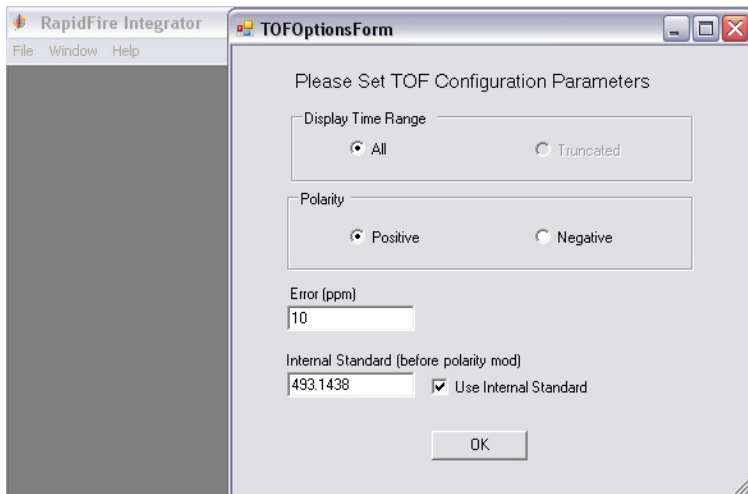 RapidFire Integrator
File Window Help
TOFOptionsForm
Please Set TOF Configuration Parameters
Display Time Range
All Truncated
Polarity
Positive Negative
Error (ppm)
10
Internal Standard (before polarity mod)
493.1438 Use Internal Standard
OK